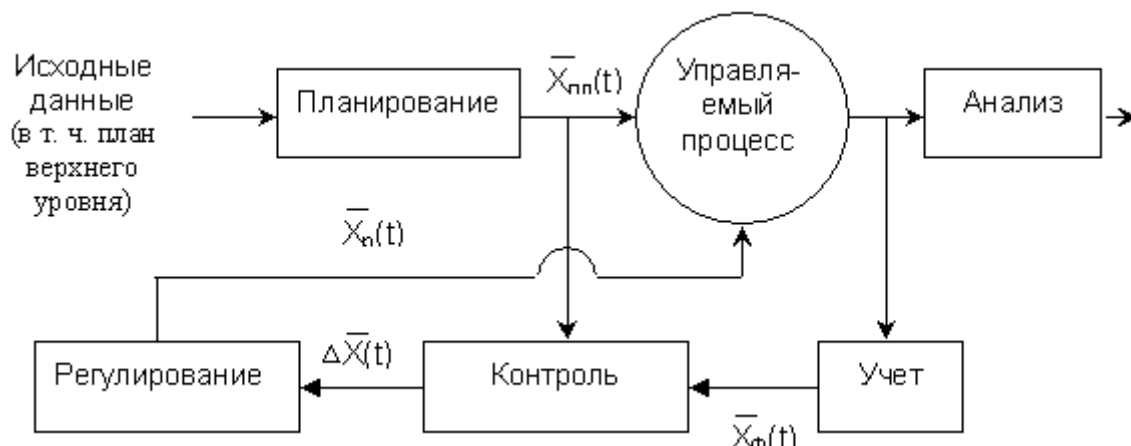 Исходные
данные
(в т. ч. план
верхнего
уровня)
Планирование
X̅пл(t)
Управля-
емый
процесс
Анализ
X̅п(t)
Регулирование
ΔX̅(t)
Контроль
Учет
X̅Ф(t)